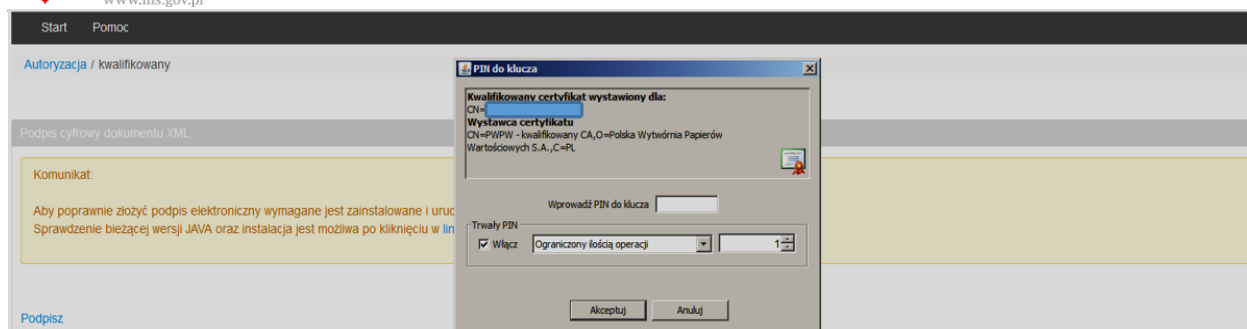 www.ms.gov.pl
Start Pomoc
Autoryzacja / kwalifikowany
PIN do klucza
Kwalifikowany certyfikat wystawiony dla:
CN=
Wystawca certyfikatu
CN=PWPW - kwalifikowany CA,O=Polska Wytwórnia Papierów
Wartościowych S.A.,C=PL
Podpis cyfrowy dokumentu XML
Komunikat:
Aby poprawnie złożyć podpis elektroniczny wymagane jest zainstalowane i uruc
Sprawdzenie bieżącej wersji JAVA oraz instalacja jest możliwa po kliknięciu w lin
Wprowadź PIN do klucza
Trwały PIN
Włącz Ograniczony ilością operacji 1
Akceptuj Anuluj
Podpisz